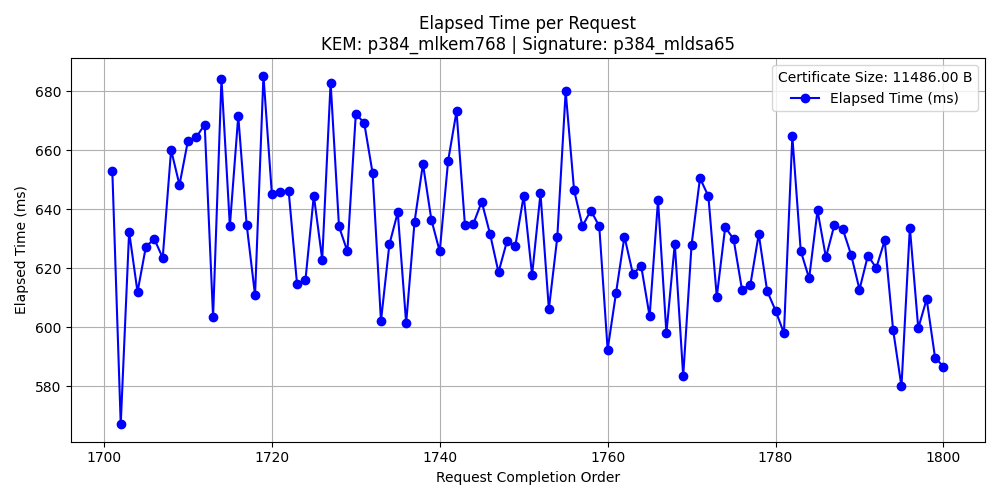 Elapsed Time per Request
KEM: p384_mlkem768 | Signature: p384_mldsa65
Certificate Size: 11486.00 B
Elapsed Time (ms)
Elapsed Time (ms)
680
660
640
620
600
580
1700
1720
1740
1760
1780
1800
Request Completion Order